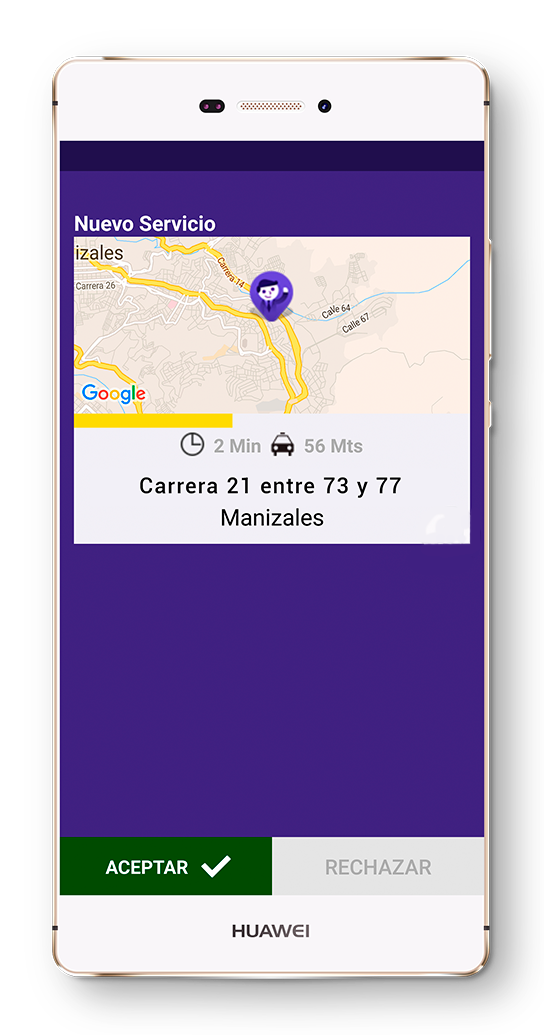 Nuevo Servicio
izales
Carrera 14
Carrera 26
Calle 64
Calle 67
Google
2 Min 56 Mts
Carrera 21 entre 73 y 77
Manizales
ACEPTAR RECHAZAR
HUAWEI